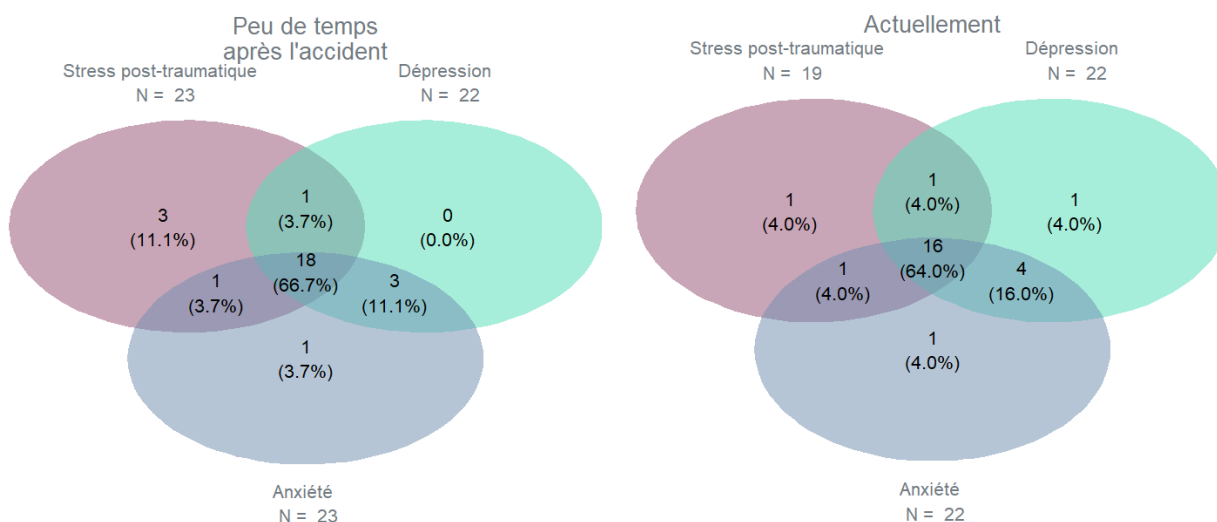 Peu de temps
après l'accident
Stress post-traumatique
N = 23
Dépression
N = 22
3
(11.1%)
1
(3.7%)
0
(0.0%)
18
(66.7%)
1
(3.7%)
3
(11.1%)
1
(3.7%)
Anxiété
N = 23
Actuellement
Stress post-traumatique
N = 19
Dépression
N = 22
1
(4.0%)
1
(4.0%)
1
(4.0%)
16
(64.0%)
1
(4.0%)
4
(16.0%)
1
(4.0%)
Anxiété
N = 22